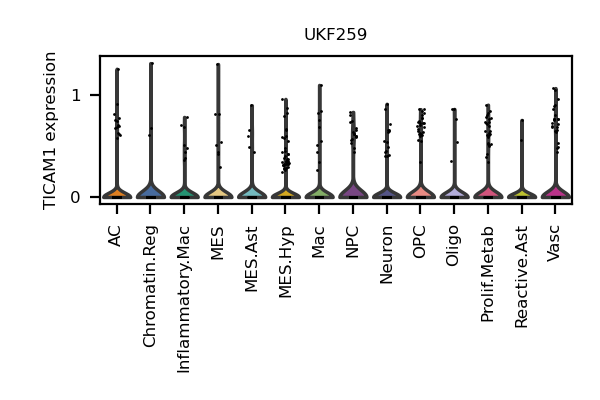 UKF259
TICAM1 expression
1
0
AC
Chromatin.Reg
Inflammatory.Mac
MES
MES.Ast
MES.Hyp
Mac
NPC
Neuron
OPC
Oligo
Prolif.Metab
Reactive.Ast
Vasc